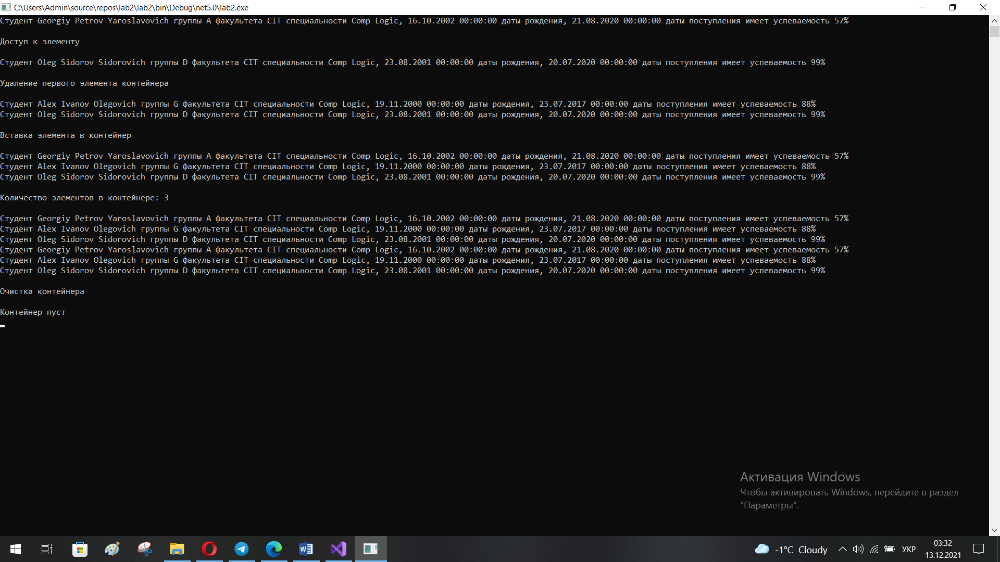 C:\Users\Admin\source\repos\lab2\lab2\bin\Debug\net5.0\lab2.exe
Студент Georgiy Petrov Yaroslavovich группы A факультета CIT специальности Comp Logic, 16.10.2002 00:00:00 даты рождения, 21.08.2020 00:00:00 даты поступления имеет успеваемость 57%
Доступ к элементу
Студент Oleg Sidorov Sidorovich группы D факультета CIT специальности Comp Logic, 23.08.2001 00:00:00 даты рождения, 20.07.2020 00:00:00 даты поступления имеет успеваемость 99%
Удаление первого элемента контейнера
Студент Alex Ivanov Olegovich группы G факультета CIT специальности Comp Logic, 19.11.2000 00:00:00 даты рождения, 23.07.2017 00:00:00 даты поступления имеет успеваемость 88%
Студент Oleg Sidorov Sidorovich группы D факультета CIT специальности Comp Logic, 23.08.2001 00:00:00 даты рождения, 20.07.2020 00:00:00 даты поступления имеет успеваемость 99%
Вставка элемента в контейнер
Студент Georgiy Petrov Yaroslavovich группы A факультета CIT специальности Comp Logic, 16.10.2002 00:00:00 даты рождения, 21.08.2020 00:00:00 даты поступления имеет успеваемость 57%
Студент Alex Ivanov Olegovich группы G факультета CIT специальности Comp Logic, 19.11.2000 00:00:00 даты рождения, 23.07.2017 00:00:00 даты поступления имеет успеваемость 88%
Студент Oleg Sidorov Sidorovich группы D факультета CIT специальности Comp Logic, 23.08.2001 00:00:00 даты рождения, 20.07.2020 00:00:00 даты поступления имеет успеваемость 99%
Количество элементов в контейнере: 3
Студент Georgiy Petrov Yaroslavovich группы A факультета CIT специальности Comp Logic, 16.10.2002 00:00:00 даты рождения, 21.08.2020 00:00:00 даты поступления имеет успеваемость 57%
Студент Alex Ivanov Olegovich группы G факультета CIT специальности Comp Logic, 19.11.2000 00:00:00 даты рождения, 23.07.2017 00:00:00 даты поступления имеет успеваемость 88%
Студент Oleg Sidorov Sidorovich группы D факультета CIT специальности Comp Logic, 23.08.2001 00:00:00 даты рождения, 20.07.2020 00:00:00 даты поступления имеет успеваемость 99%
Студент Georgiy Petrov Yaroslavovich группы A факультета CIT специальности Comp Logic, 16.10.2002 00:00:00 даты рождения, 21.08.2020 00:00:00 даты поступления имеет успеваемость 57%
Студент Alex Ivanov Olegovich группы G факультета CIT специальности Comp Logic, 19.11.2000 00:00:00 даты рождения, 23.07.2017 00:00:00 даты поступления имеет успеваемость 88%
Студент Oleg Sidorov Sidorovich группы D факультета CIT специальности Comp Logic, 23.08.2001 00:00:00 даты рождения, 20.07.2020 00:00:00 даты поступления имеет успеваемость 99%
Очистка контейнера
Контейнер пуст
Активация Windows
Чтобы активировать Windows, перейдите в раздел
"Параметры".
-1°C Cloudy
УКР
03:32
13.12.2021